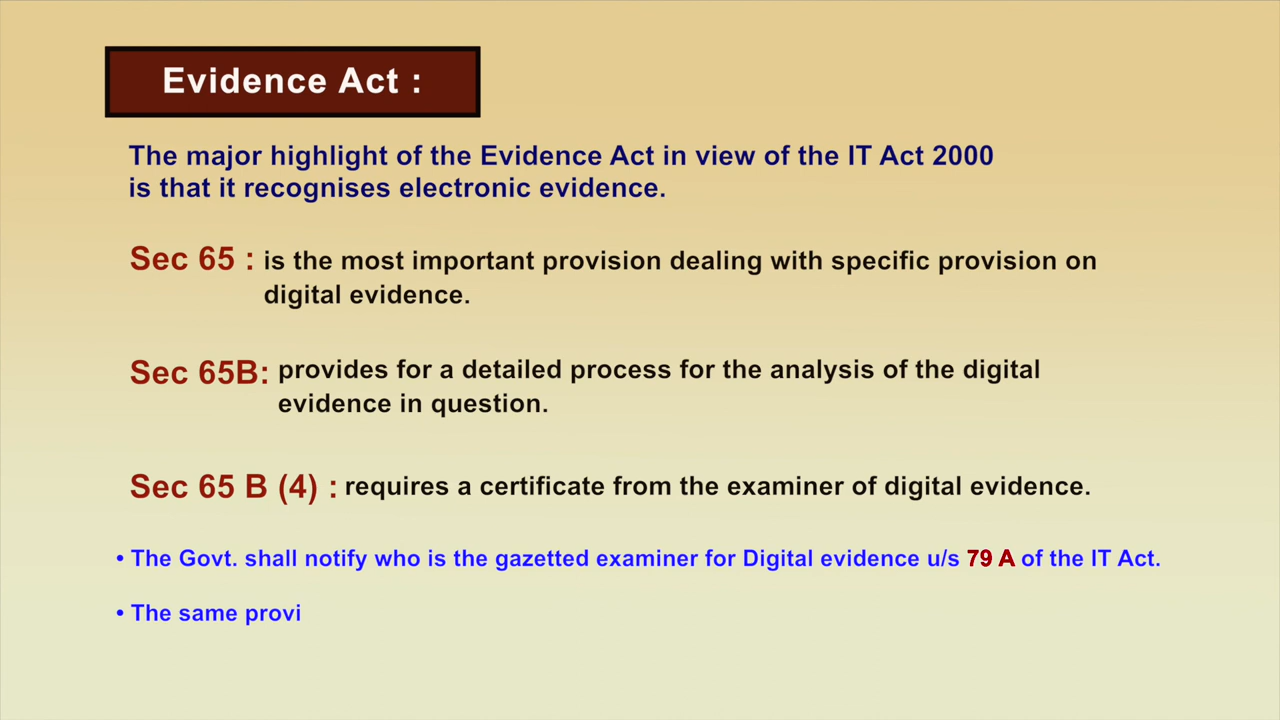 Evidence Act :
The major highlight of the Evidence Act in view of the IT Act 2000
is that it recognises electronic evidence.
Sec 65 : is the most important provision dealing with specific provision on
digital evidence.
Sec 65B: provides for a detailed process for the analysis of the digital
evidence in question.
Sec 65 B (4) : requires a certificate from the examiner of digital evidence.
• The Govt. shall notify who is the gazetted examiner for Digital evidence u/s 79 A of the IT Act.
• The same provi